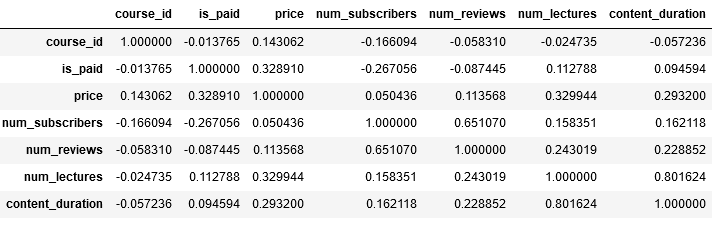 course_id is_paid price num_subscribers num_reviews num_lectures content_duration
course_id 1.000000 -0.013765 0.143062 -0.166094 -0.058310 -0.024735 -0.057236
is_paid -0.013765 1.000000 0.328910 -0.267056 -0.087445 0.112788 0.094594
price 0.143062 0.328910 1.000000 0.050436 0.113568 0.329944 0.293200
num_subscribers -0.166094 -0.267056 0.050436 1.000000 0.651070 0.158351 0.162118
num_reviews -0.058310 -0.087445 0.113568 0.651070 1.000000 0.243019 0.228852
num_lectures -0.024735 0.112788 0.329944 0.158351 0.243019 1.000000 0.801624
content_duration -0.057236 0.094594 0.293200 0.162118 0.228852 0.801624 1.000000